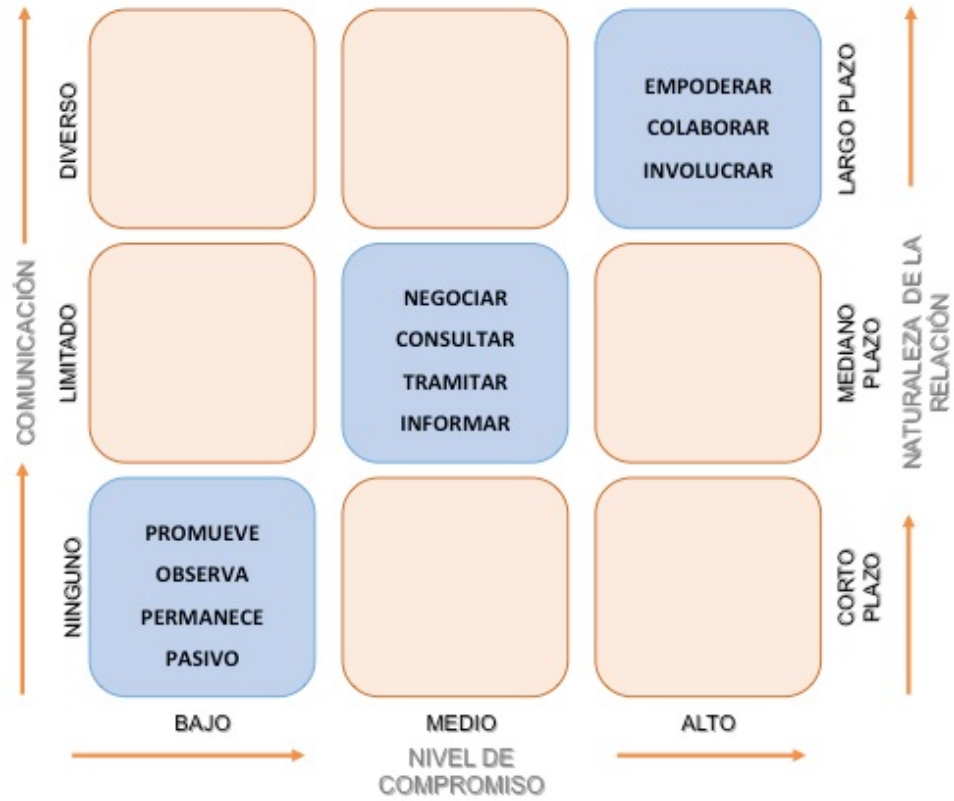 DIVERSO
EMPODERAR
COLABORAR
INVOLUCRAR
LARGO PLAZO
COMUNICACIÓN
LIMITADO
NEGOCIAR
CONSULTAR
TRAMITAR
INFORMAR
MEDIANO
PLAZO
NATURALEZA DE LA
RELACIÓN
NINGUNO
PROMUEVE
OBSERVA
PERMANECE
PASIVO
CORTO
PLAZO
BAJO
MEDIO
ALTO
NIVEL DE
COMPROMISO